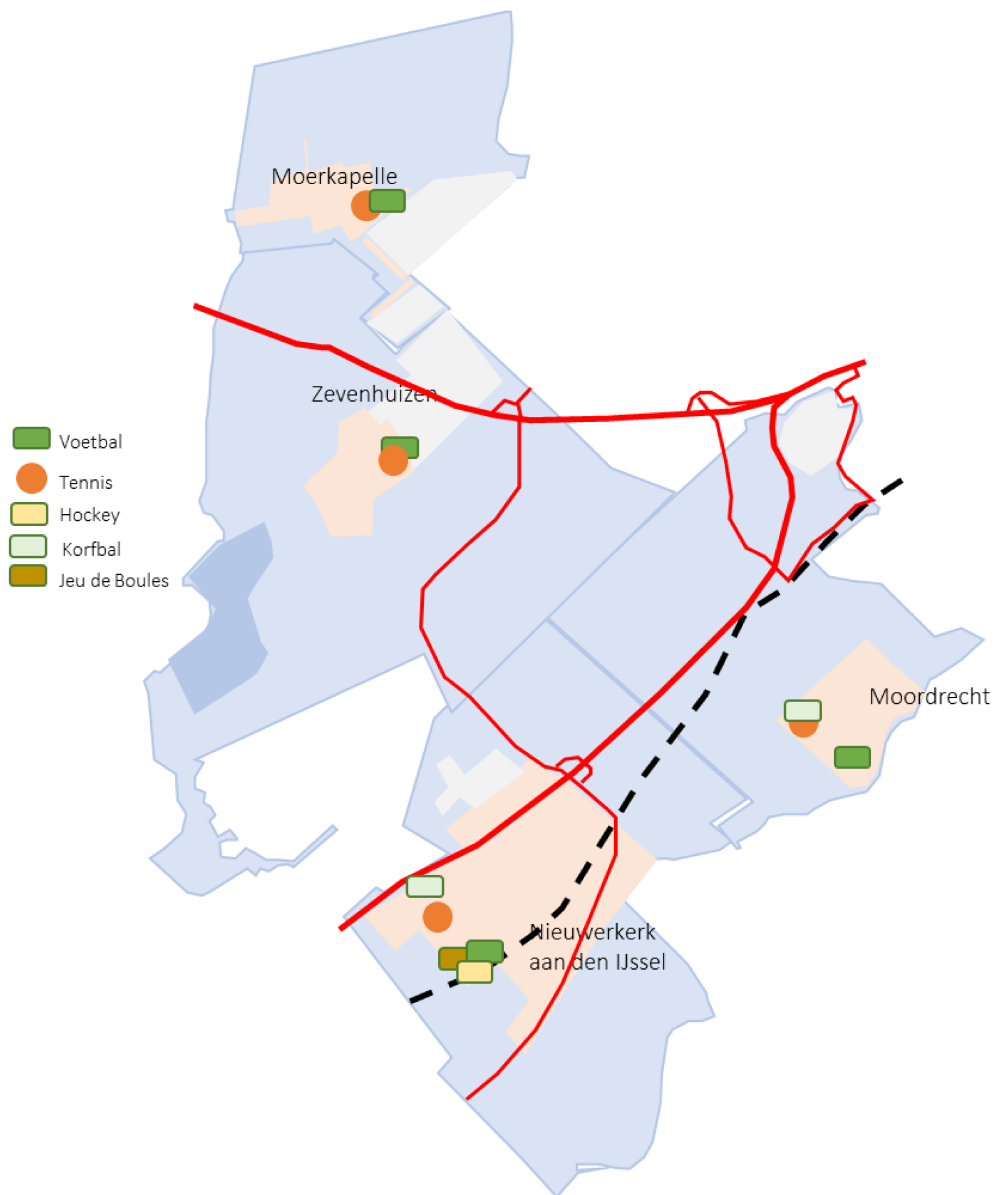 Moerkapelle
Zevenhuizen
Voetbal
Tennis
Hockey
Korfbal
Jeu de Boules
Moordrecht
Nieuwerkerk
aan den IJssel